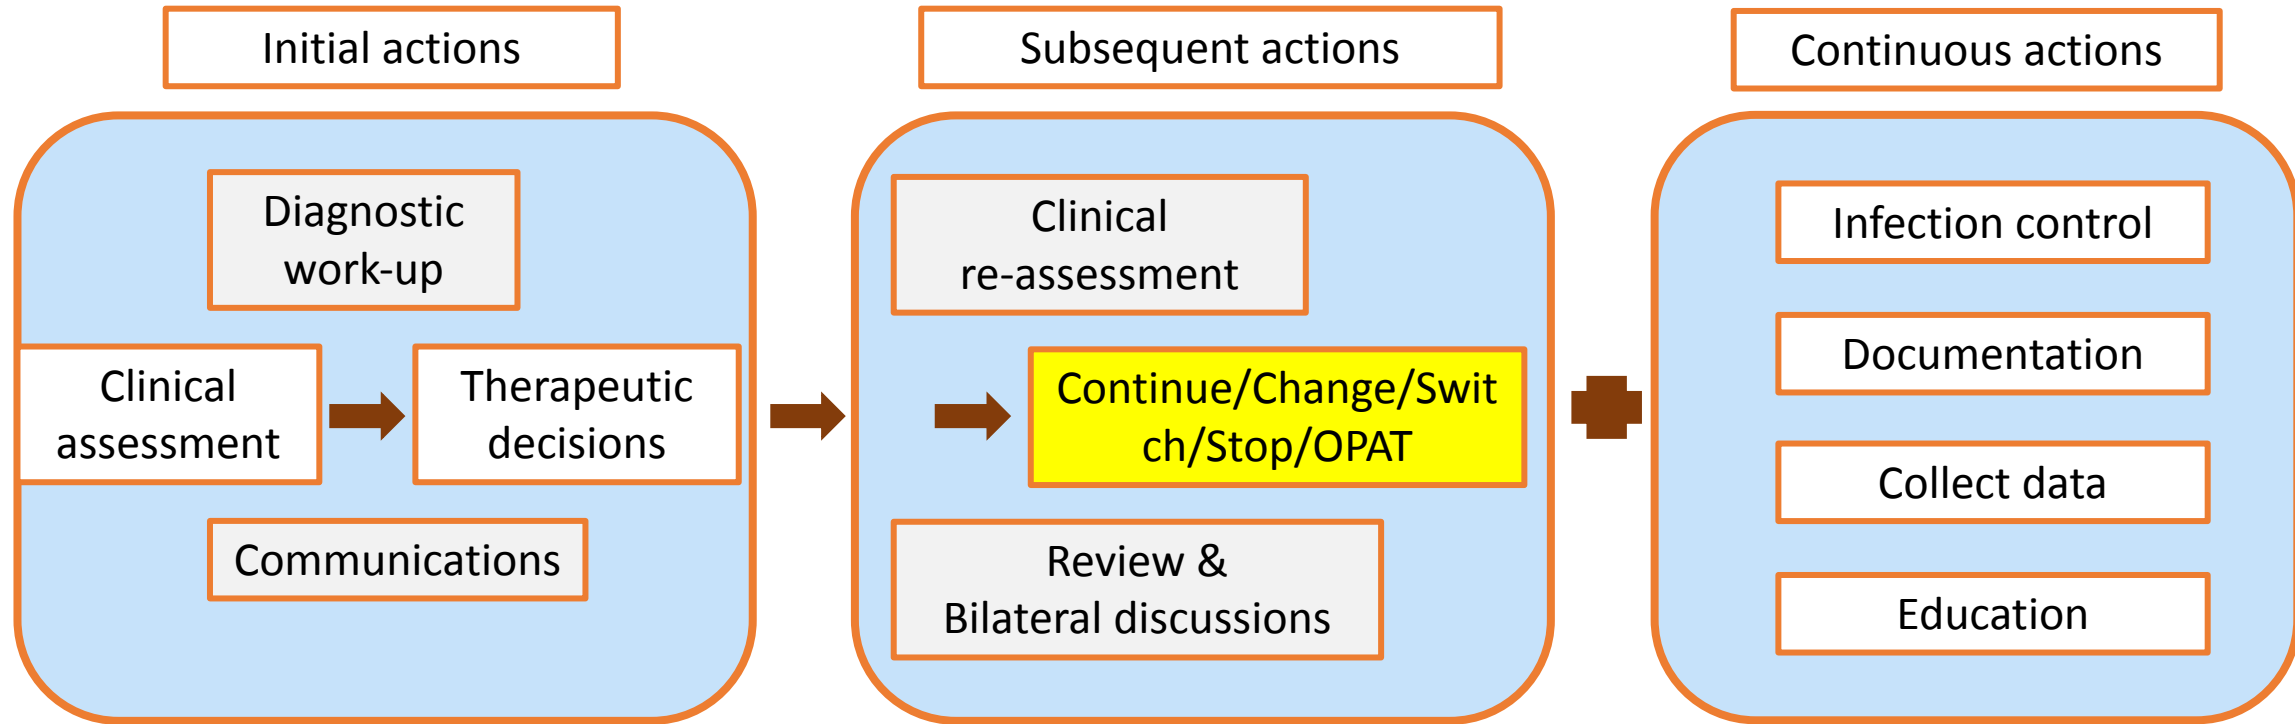 Initial actions
Diagnostic
work-up
Clinical
assessment
Therapeutic
decisions
Communications
Subsequent actions
Clinical
re-assessment
Continue/Change/Swit
ch/Stop/OPAT
Review &
Bilateral discussions
Continuous actions
Infection control
Documentation
Collect data
Education